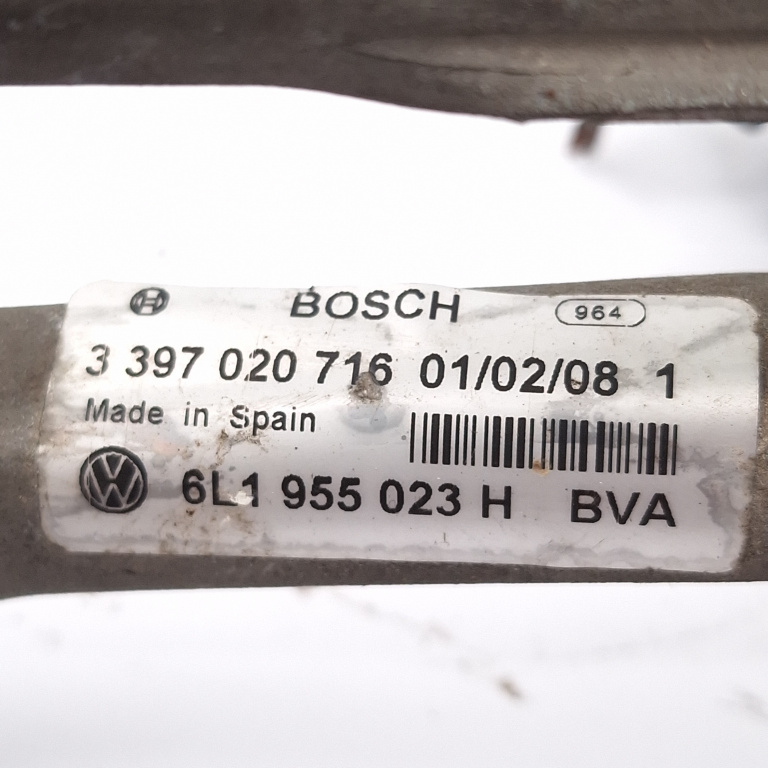 BOSCH 964
3 397 020 716 01/02/08 1
Made in Spain
6L1 955 023 H BVA